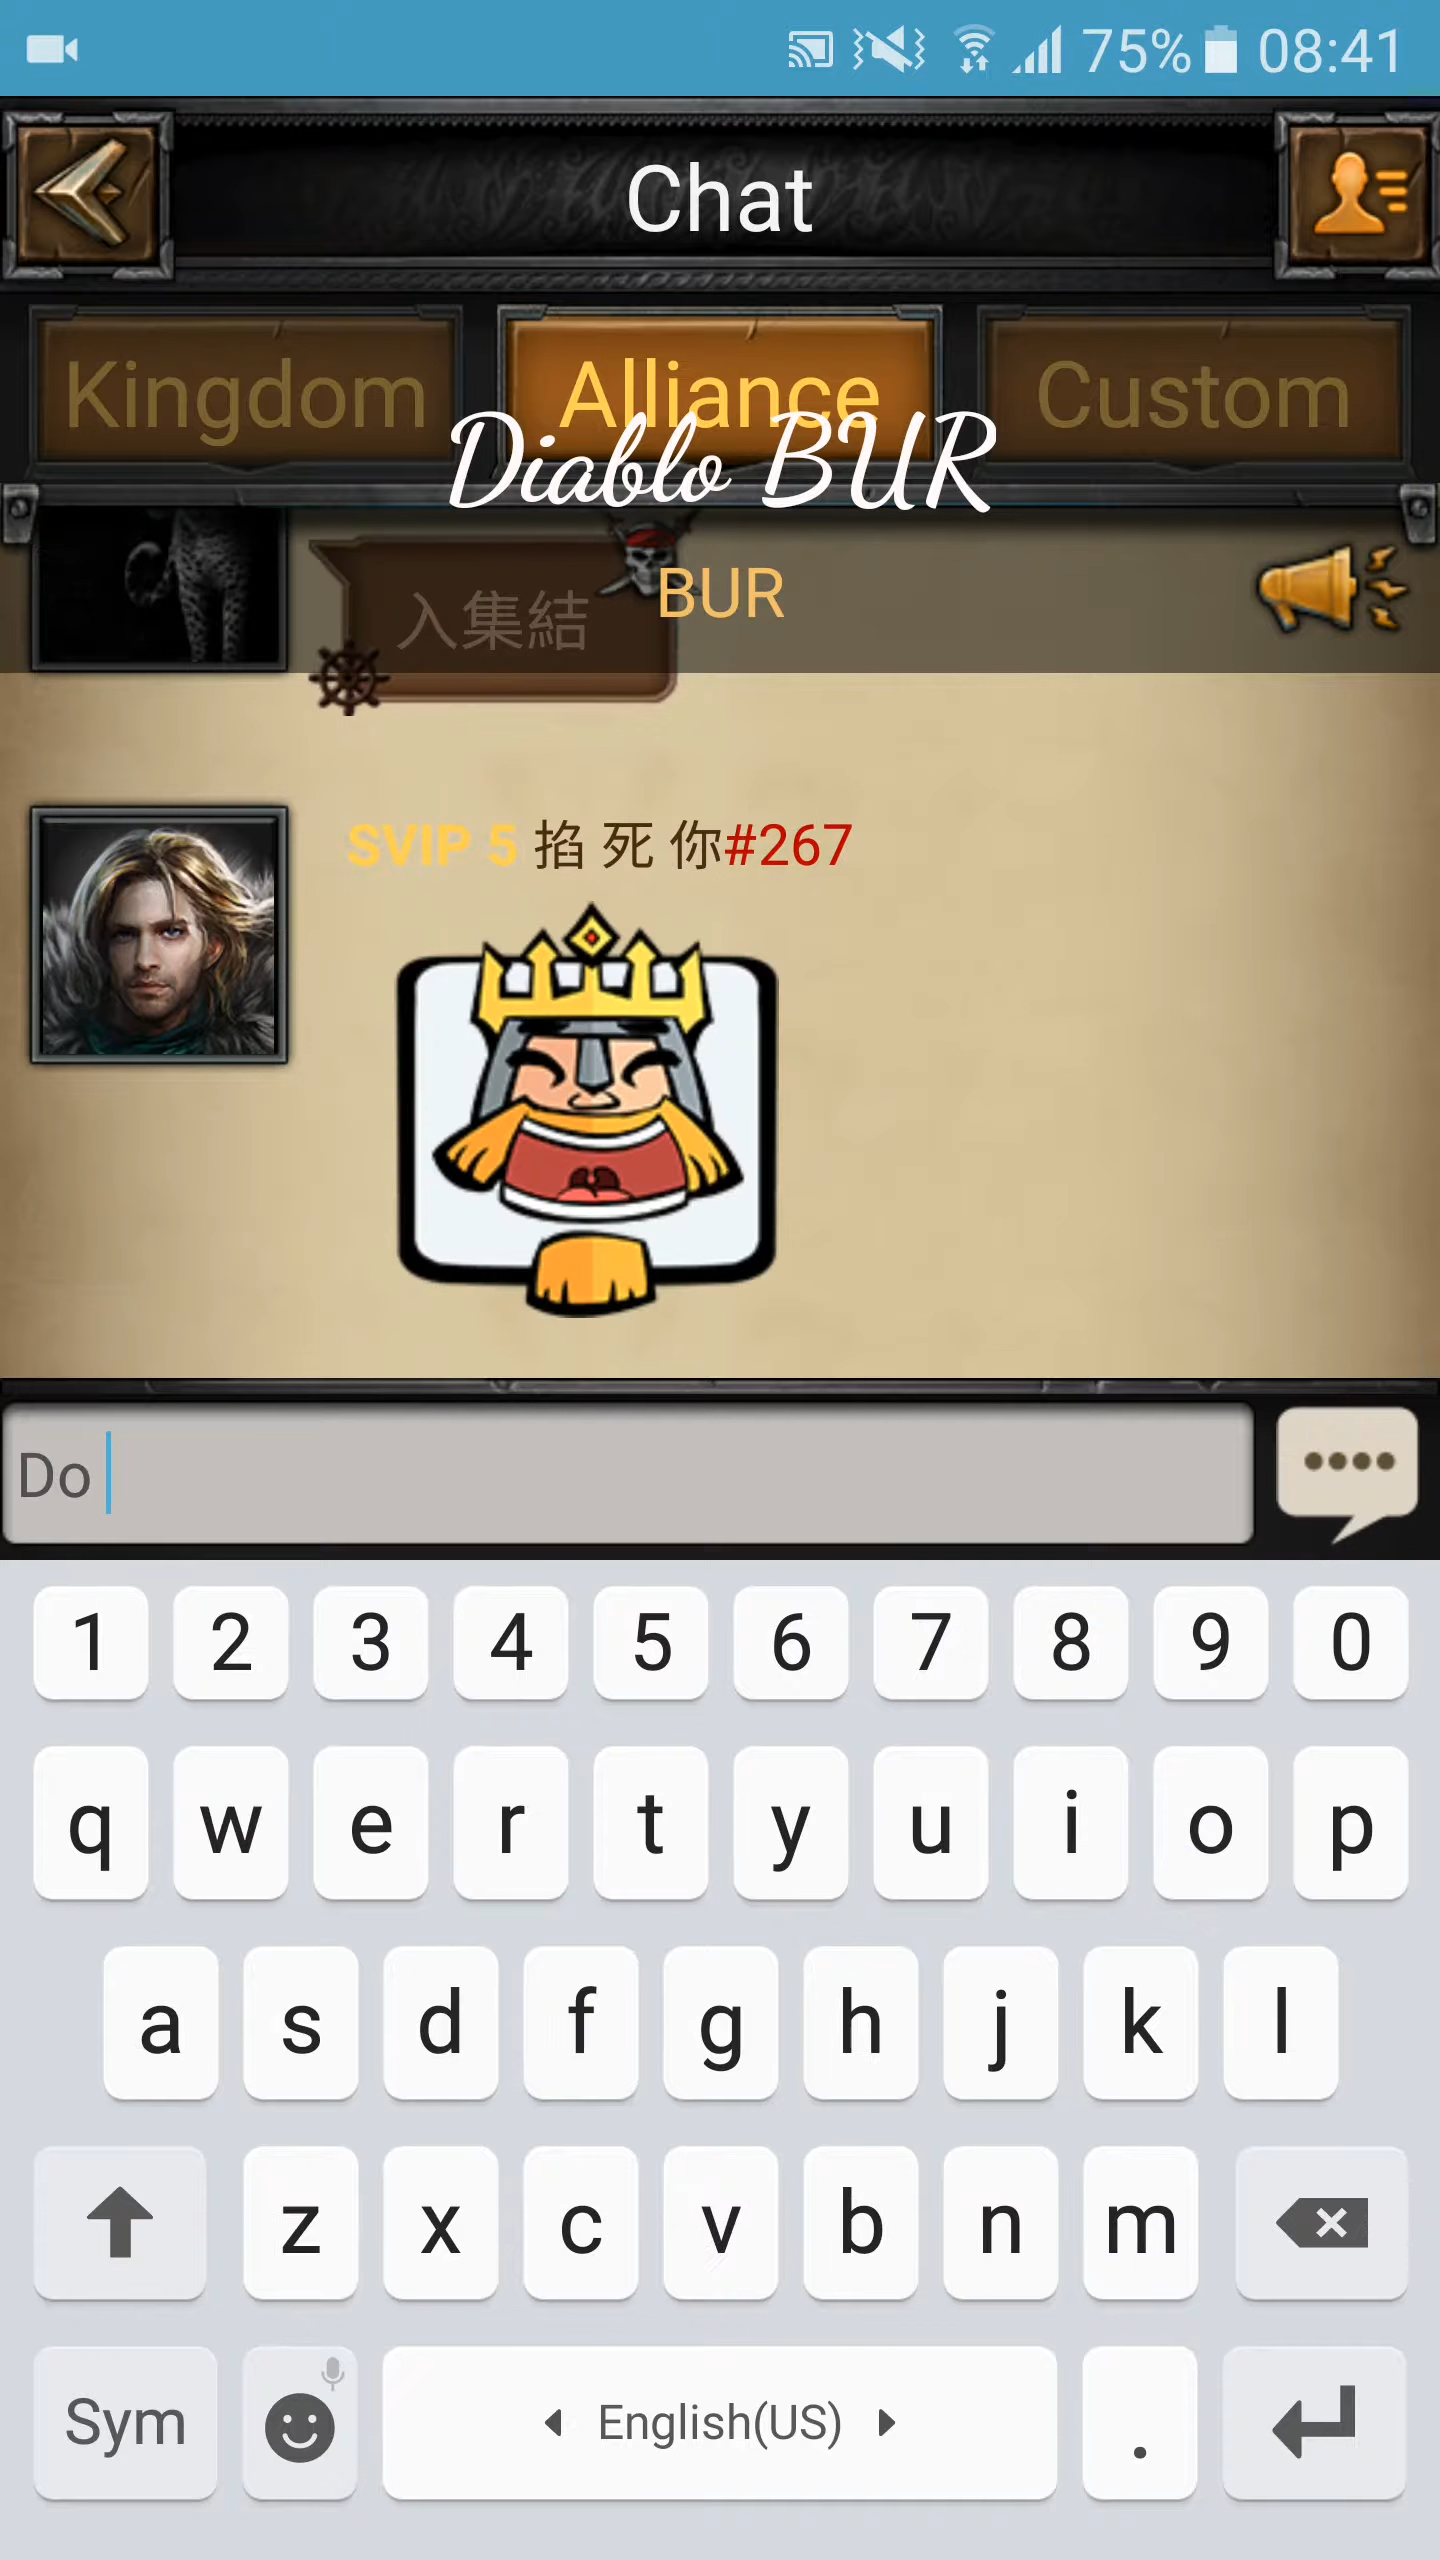 75% 08:41
Chat
Kingdom Alliance Custom
Diablo BUR
BUR
入集結
SVIP 5 掐 死 你#267
Do
1 2 3 4 5 6 7 8 9 0
q w e r t y u i o p
a s d f g h j k l
z x c v b n m
Sym English(US) .